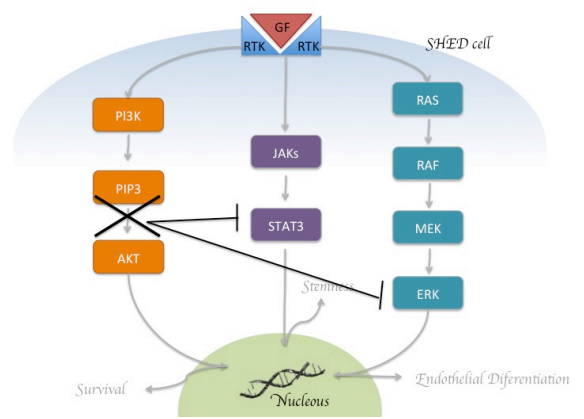 GF
RTK
RTK
SHED cell
PI3K
RAS
JAKs
RAF
PIP3
STAT3
MEK
AKT
Stemness
ERK
Survival
Nucleous
Endothelial Diferentiation